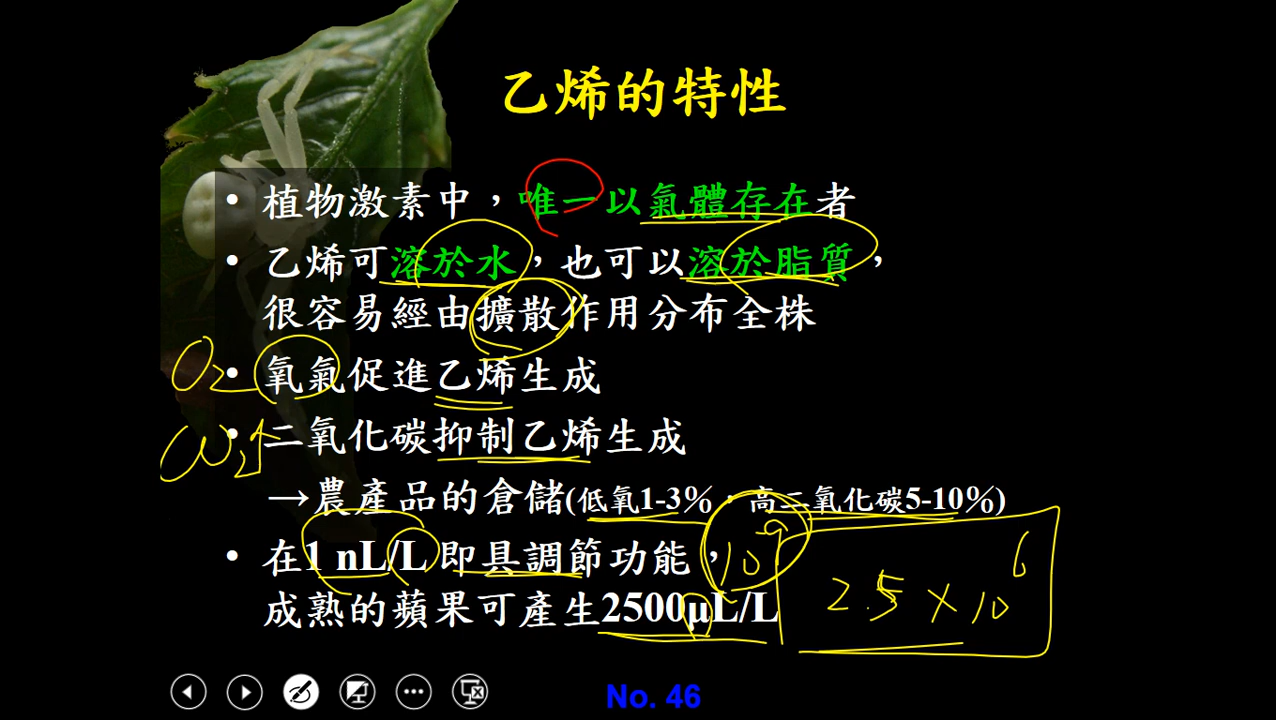 乙烯的特性
• 植物激素中，唯一以氣體存在者
• 乙烯可溶於水，也可以溶於脂質，
很容易經由擴散作用分布全株
O2
• 氧氣促進乙烯生成
• 二氧化碳抑制乙烯生成
→農產品的倉儲(低氧1-3%，高二氧化碳5-10%)
• 在1 nL/L 即具調節功能，
10⁹
2.5 × 10⁶
成熟的蘋果可產生2500μL/L
No. 46